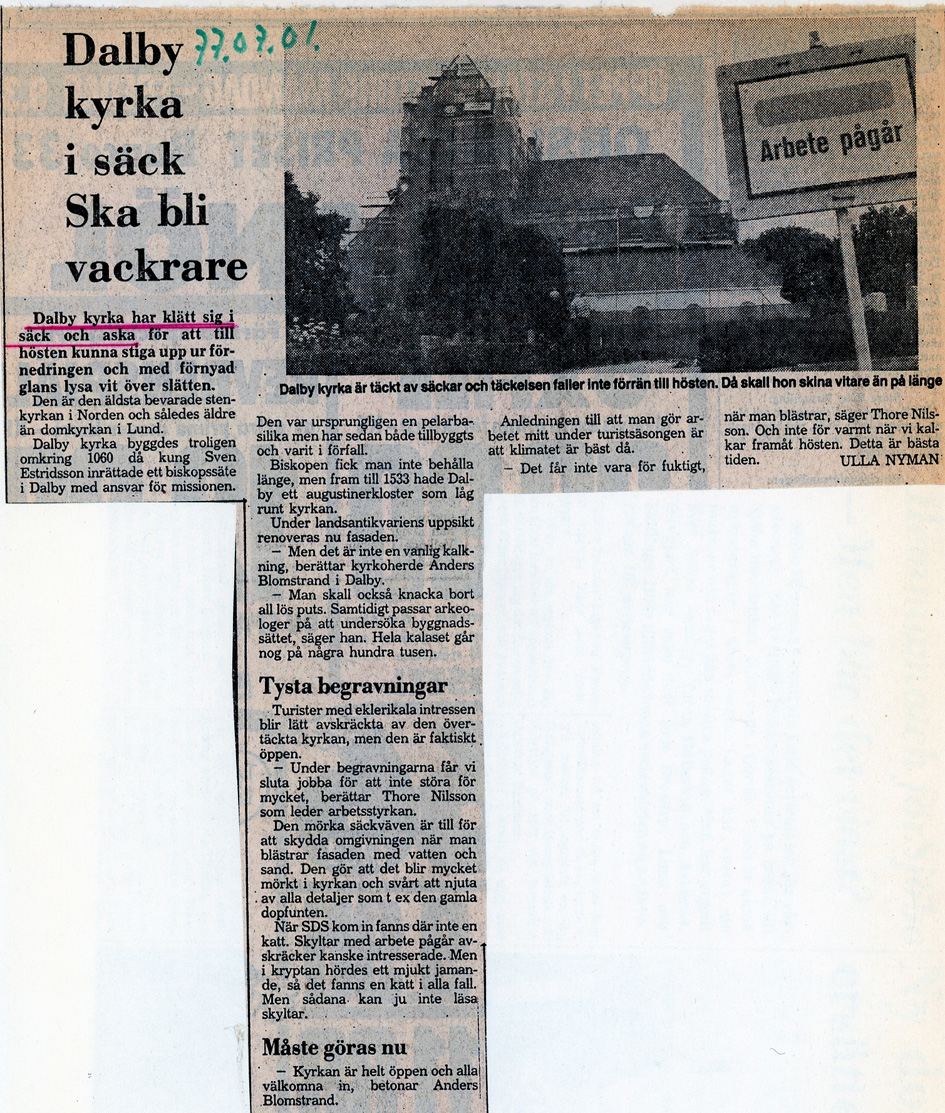 Dalby
kyrka
i säck
Ska bli
vackrare
77.07.01.
Arbete pågår
Dalby kyrka är täckt av säckar och täckelsen faller inte förrän till hösten. Då skall hon skina vitare än på länge
Dalby kyrka har klätt sig i
säck och aska för att till
hösten kunna stiga upp ur för-
nedringen och med förnyad
glans lysa vit över slätten.
Den är den äldsta bevarade sten-
kyrkan i Norden och således äldre
än domkyrkan i Lund.
Dalby kyrka byggdes troligen
omkring 1060 då kung Sven
Estridsson inrättade ett biskopssäte
i Dalby med ansvar för missionen.
Den var ursprungligen en pelarba-
silika men har sedan både tillbyggts
och varit i förfall.
Biskopen fick man inte behålla
länge, men fram till 1533 hade Dal-
by ett augustinerkloster som låg
runt kyrkan.
Under landsantikvariens uppsikt
renoveras nu fasaden.
— Men det är inte en vanlig kalk-
ning, berättar kyrkoherde Anders
Blomstrand i Dalby.
— Man skall också knacka bort
all lös puts. Samtidigt passar arkeo-
loger på att undersöka byggnads-
sättet, säger han. Hela kalaset går
nog på några hundra tusen.
Tysta begravningar
Turister med eklerikala intressen
blir lätt avskräckta av den över-
täckta kyrkan, men den är faktiskt
öppen.
— Under begravningarna får vi
sluta jobba för att inte störa för
mycket, berättar Thore Nilsson
som leder arbetsstyrkan.
Den mörka säckväven är till för
att skydda omgivningen när man
blästrar fasaden med vatten och
sand. Den gör att det blir mycket
mörkt i kyrkan och svårt att njuta
av alla detaljer som t ex den gamla
dopfunten.
När SDS kom in fanns där inte en
katt. Skyltar med arbete pågår av-
skräcker kanske intresserade. Men
i kryptan hördes ett mjukt jaman-
de, så det fanns en katt i alla fall.
Men sådana kan ju inte läsa
skyltar.
Måste göras nu
— Kyrkan är helt öppen och alla
välkomna in, betonar Anders
Blomstrand.
Anledningen till att man gör ar-
betet mitt under turistsäsongen är
att klimatet är bäst då.
— Det får inte vara för fuktigt,
när man blästrar, säger Thore Nils-
son. Och inte för varmt när vi kal-
kar framåt hösten. Detta är bästa
tiden. ULLA NYMAN